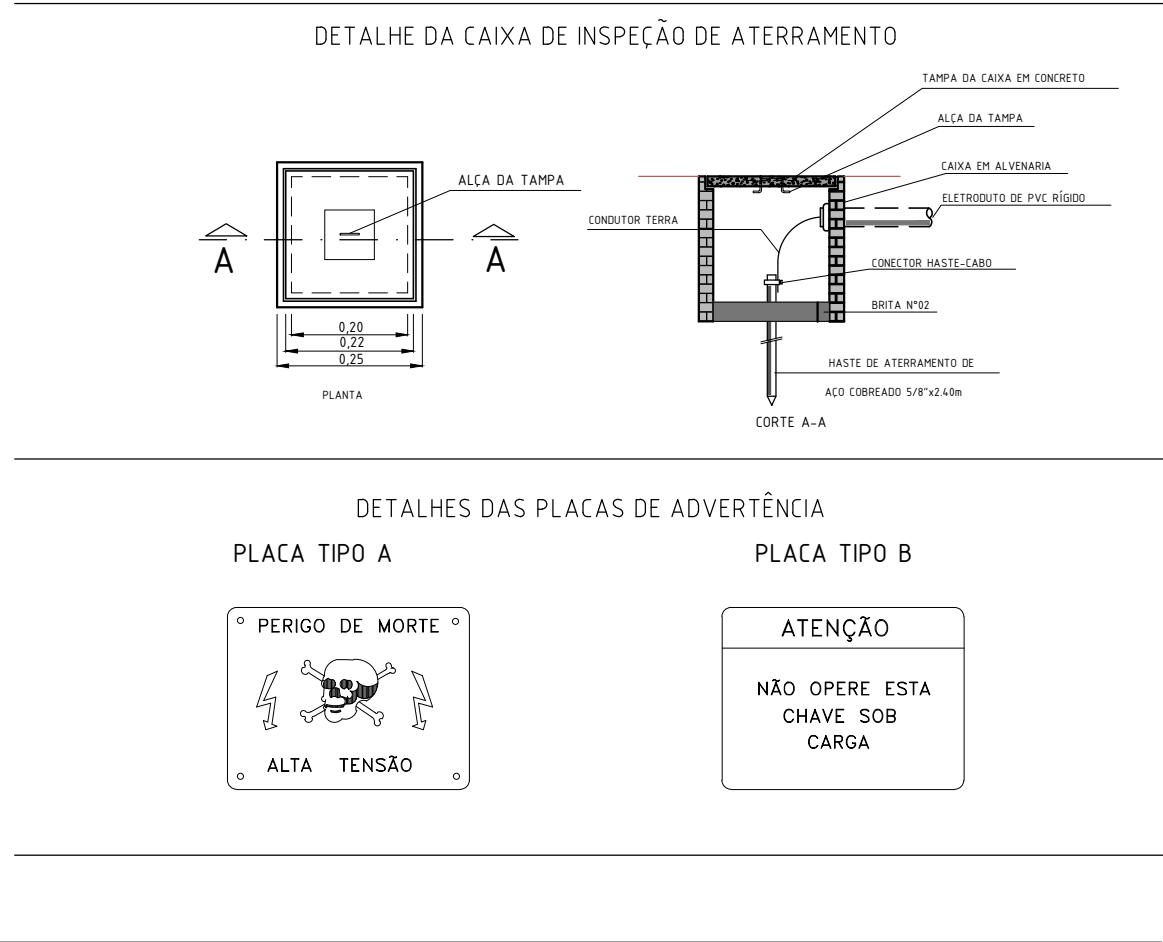 DETALHE DA CAIXA DE INSPEÇÃO DE ATERRAMENTO
TAMPA DA CAIXA EM CONCRETO
ALÇA DA TAMPA
CAIXA EM ALVENARIA
ELETRODUTO DE PVC RÍGIDO
CONDUTOR TERRA
CONECTOR HASTE-CABO
BRITA N°02
HASTE DE ATERRAMENTO DE
AÇO COBREADO 5/8"x2.40m
CORTE A-A
ALÇA DA TAMPA
A
A
0,20
0,22
0,25
PLANTA
DETALHES DAS PLACAS DE ADVERTÊNCIA
PLACA TIPO A
PERIGO DE MORTE
ALTA TENSÃO
PLACA TIPO B
ATENÇÃO
NÃO OPERE ESTA
CHAVE SOB
CARGA